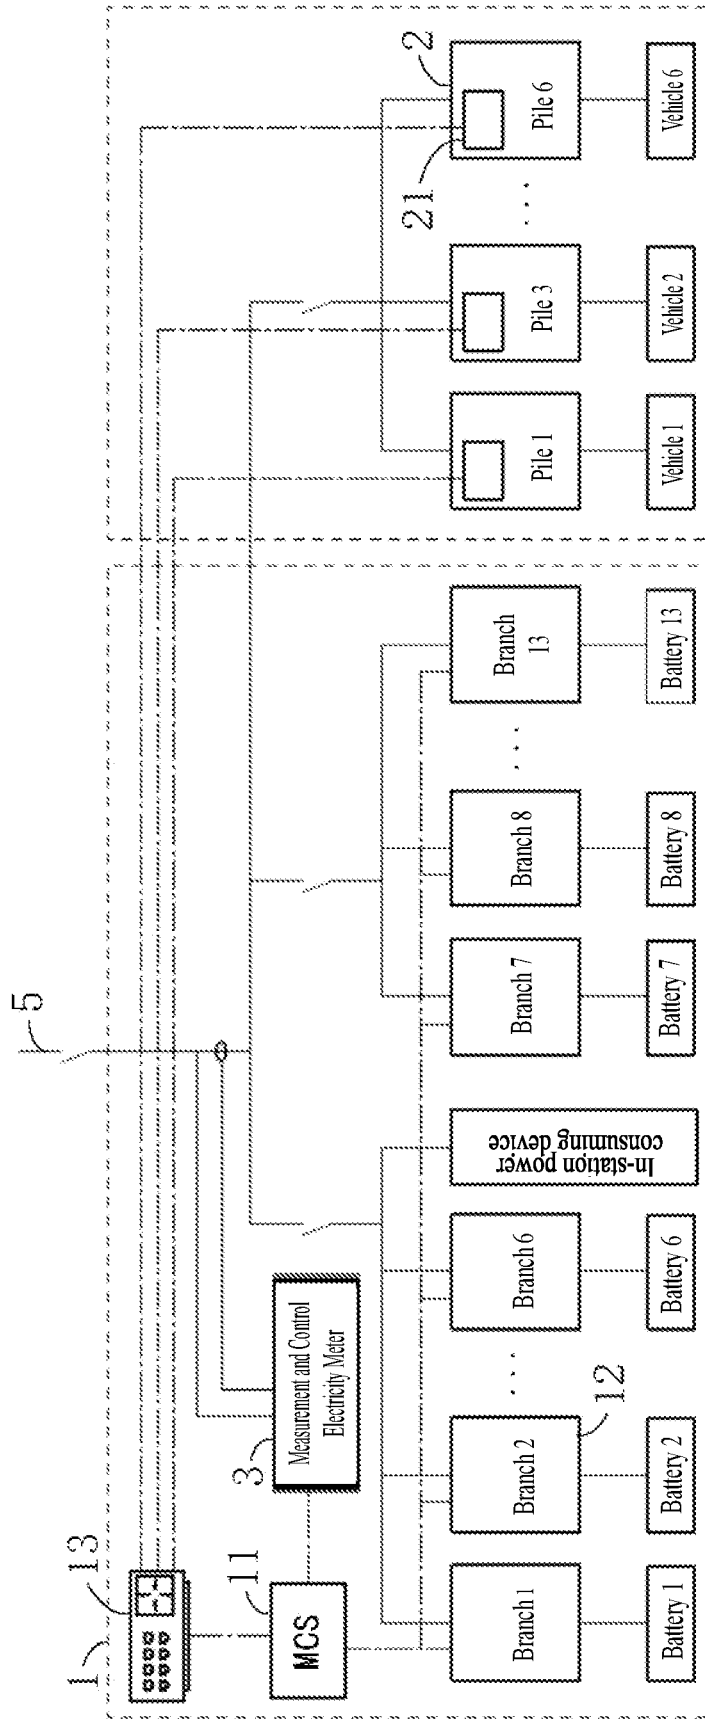 1
13
5
11
MCS
3
Measurement and Control
Electricity Meter
2
21
Branch 1
Branch 2
12
. . .
Branch 6
In-station power
consuming device
Branch 7
Branch 8
. . .
Branch
13
Pile 1
Pile 3
. . .
Pile 6
Battery 1
Battery 2
Battery 6
Battery 7
Battery 8
Battery 13
Vehicle 1
Vehicle 2
Vehicle 6